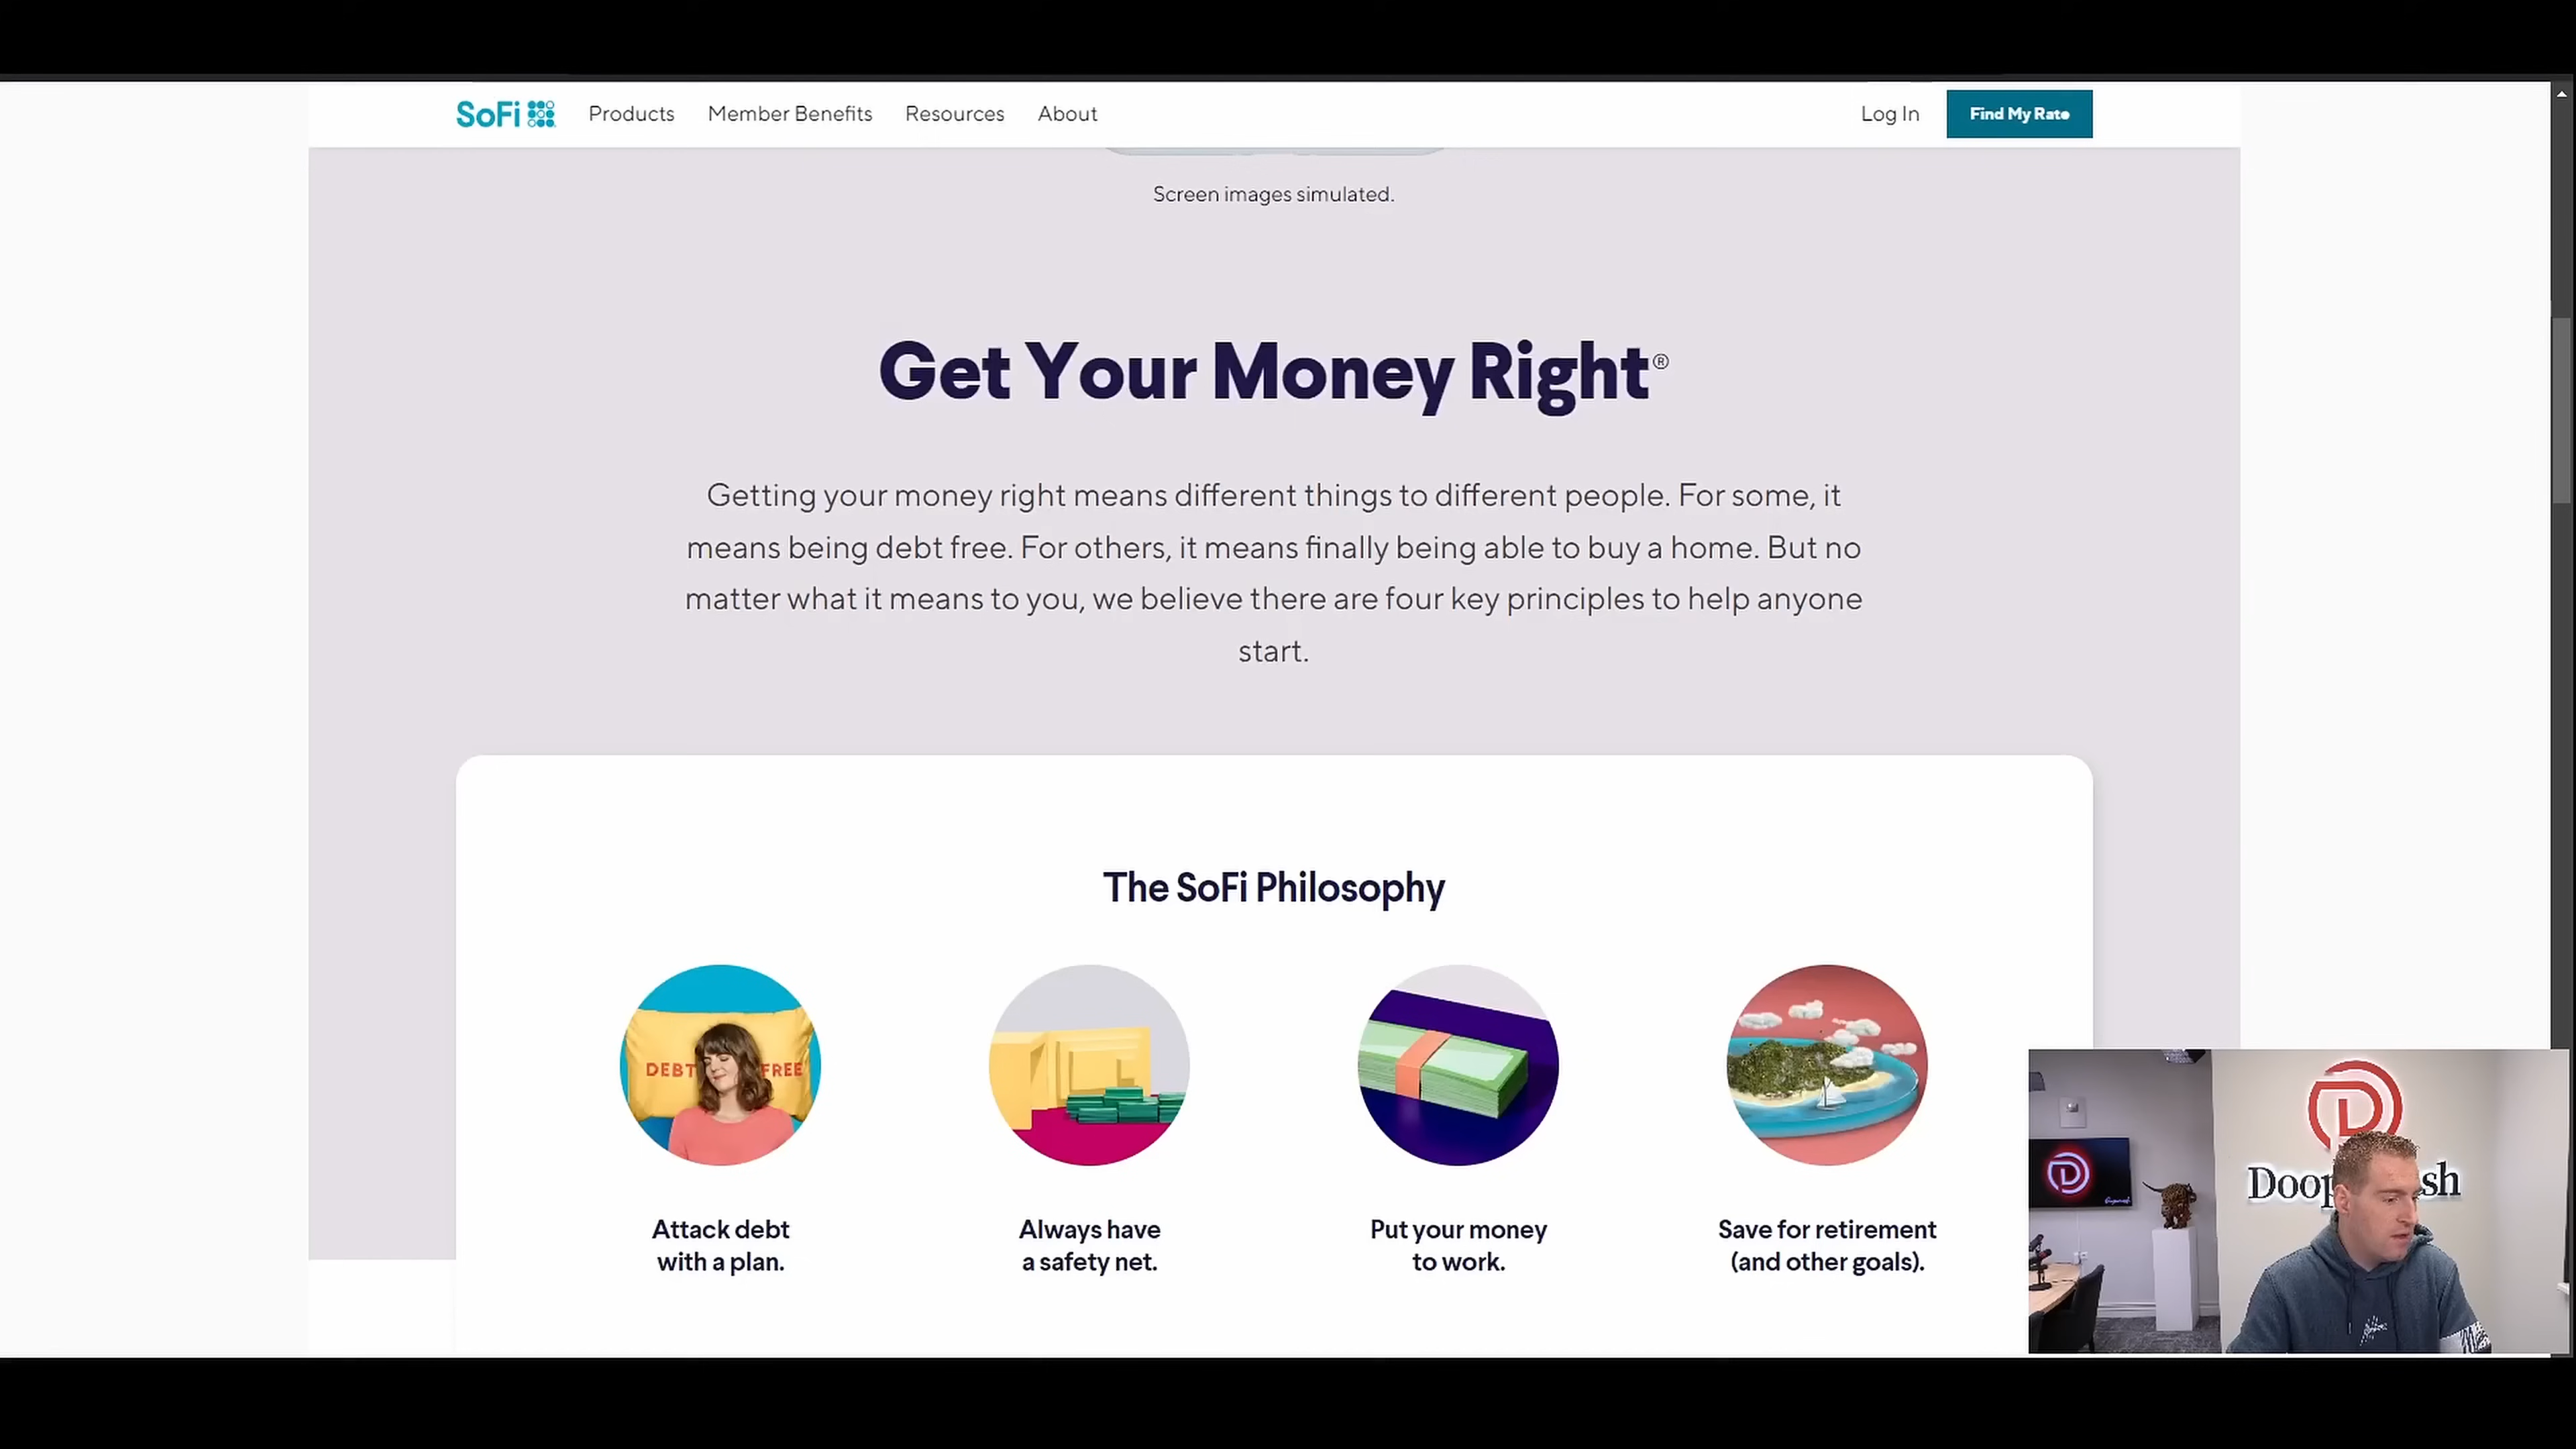 SoFi
Products
Member Benefits
Resources
About
Log In
Find My Rate
Screen images simulated.
Get Your Money Right®
Getting your money right means different things to different people. For some, it
means being debt free. For others, it means finally being able to buy a home. But no
matter what it means to you, we believe there are four key principles to help anyone
start.
The SoFi Philosophy
DEBT FREE
Attack debt
with a plan.
Always have
a safety net.
Put your money
to work.
Save for retirement
(and other goals).